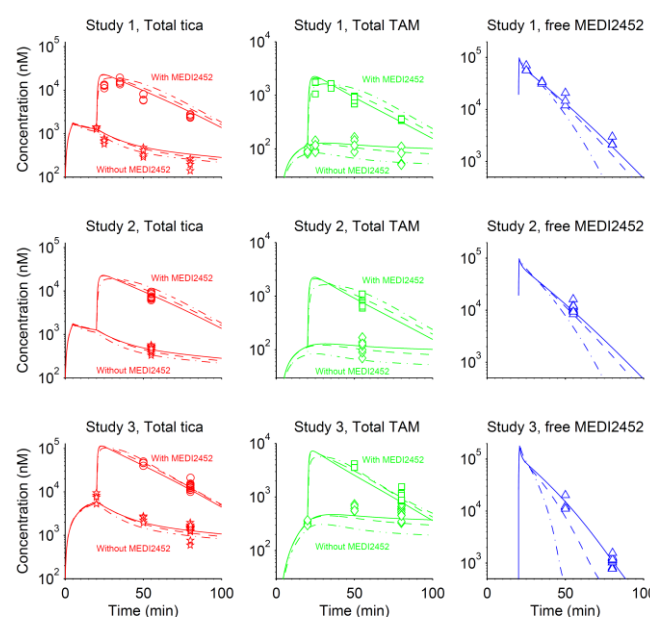 Study 1, Total tica
Study 1, Total TAM
Study 1, free MEDI2452
Concentration (nM)
10^5
10^4
10^3
10^2
With MEDI2452
Without MEDI2452
10^4
10^3
10^2
With MEDI2452
Without MEDI2452
10^5
10^4
10^3
Study 2, Total tica
Study 2, Total TAM
Study 2, free MEDI2452
Concentration (nM)
10^5
10^4
10^3
10^2
With MEDI2452
Without MEDI2452
10^4
10^3
10^2
With MEDI2452
Without MEDI2452
10^5
10^4
10^3
Study 3, Total tica
Study 3, Total TAM
Study 3, free MEDI2452
Concentration (nM)
10^5
10^4
10^3
10^2
With MEDI2452
Without MEDI2452
0 50 100
Time (min)
10^4
10^3
10^2
With MEDI2452
Without MEDI2452
0 50 100
Time (min)
10^5
10^4
10^3
0 50 100
Time (min)